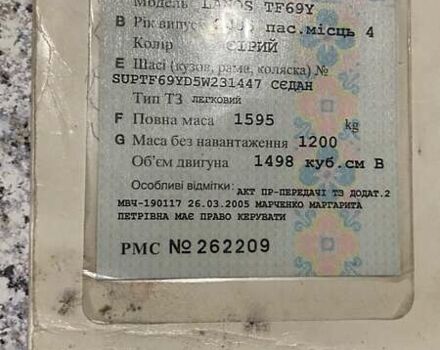 Модель LANOS TF69Y
B Рік випус пас.місць 4
Колір СІРИЙ
E Шасі (кузов, рама, коляска) №
SUPTF69YD5W231447 СЄДАН
Тип ТЗ ЛЕГКОВИЙ
F Повна маса 1595 kg
G Маса без навантаження 1200
Об'єм двигуна 1498 куб.см B
Особливі відмітки: АКТ ПР-ПЕРЕДАЧІ ТЗ ДОДАТ.2
МВЧ-190117 26.03.2005 МАРЧЕНКО МАРГАРИТА
ПЕТРІВНА МАЄ ПРАВО КЕРУВАТИ
РМС №262209